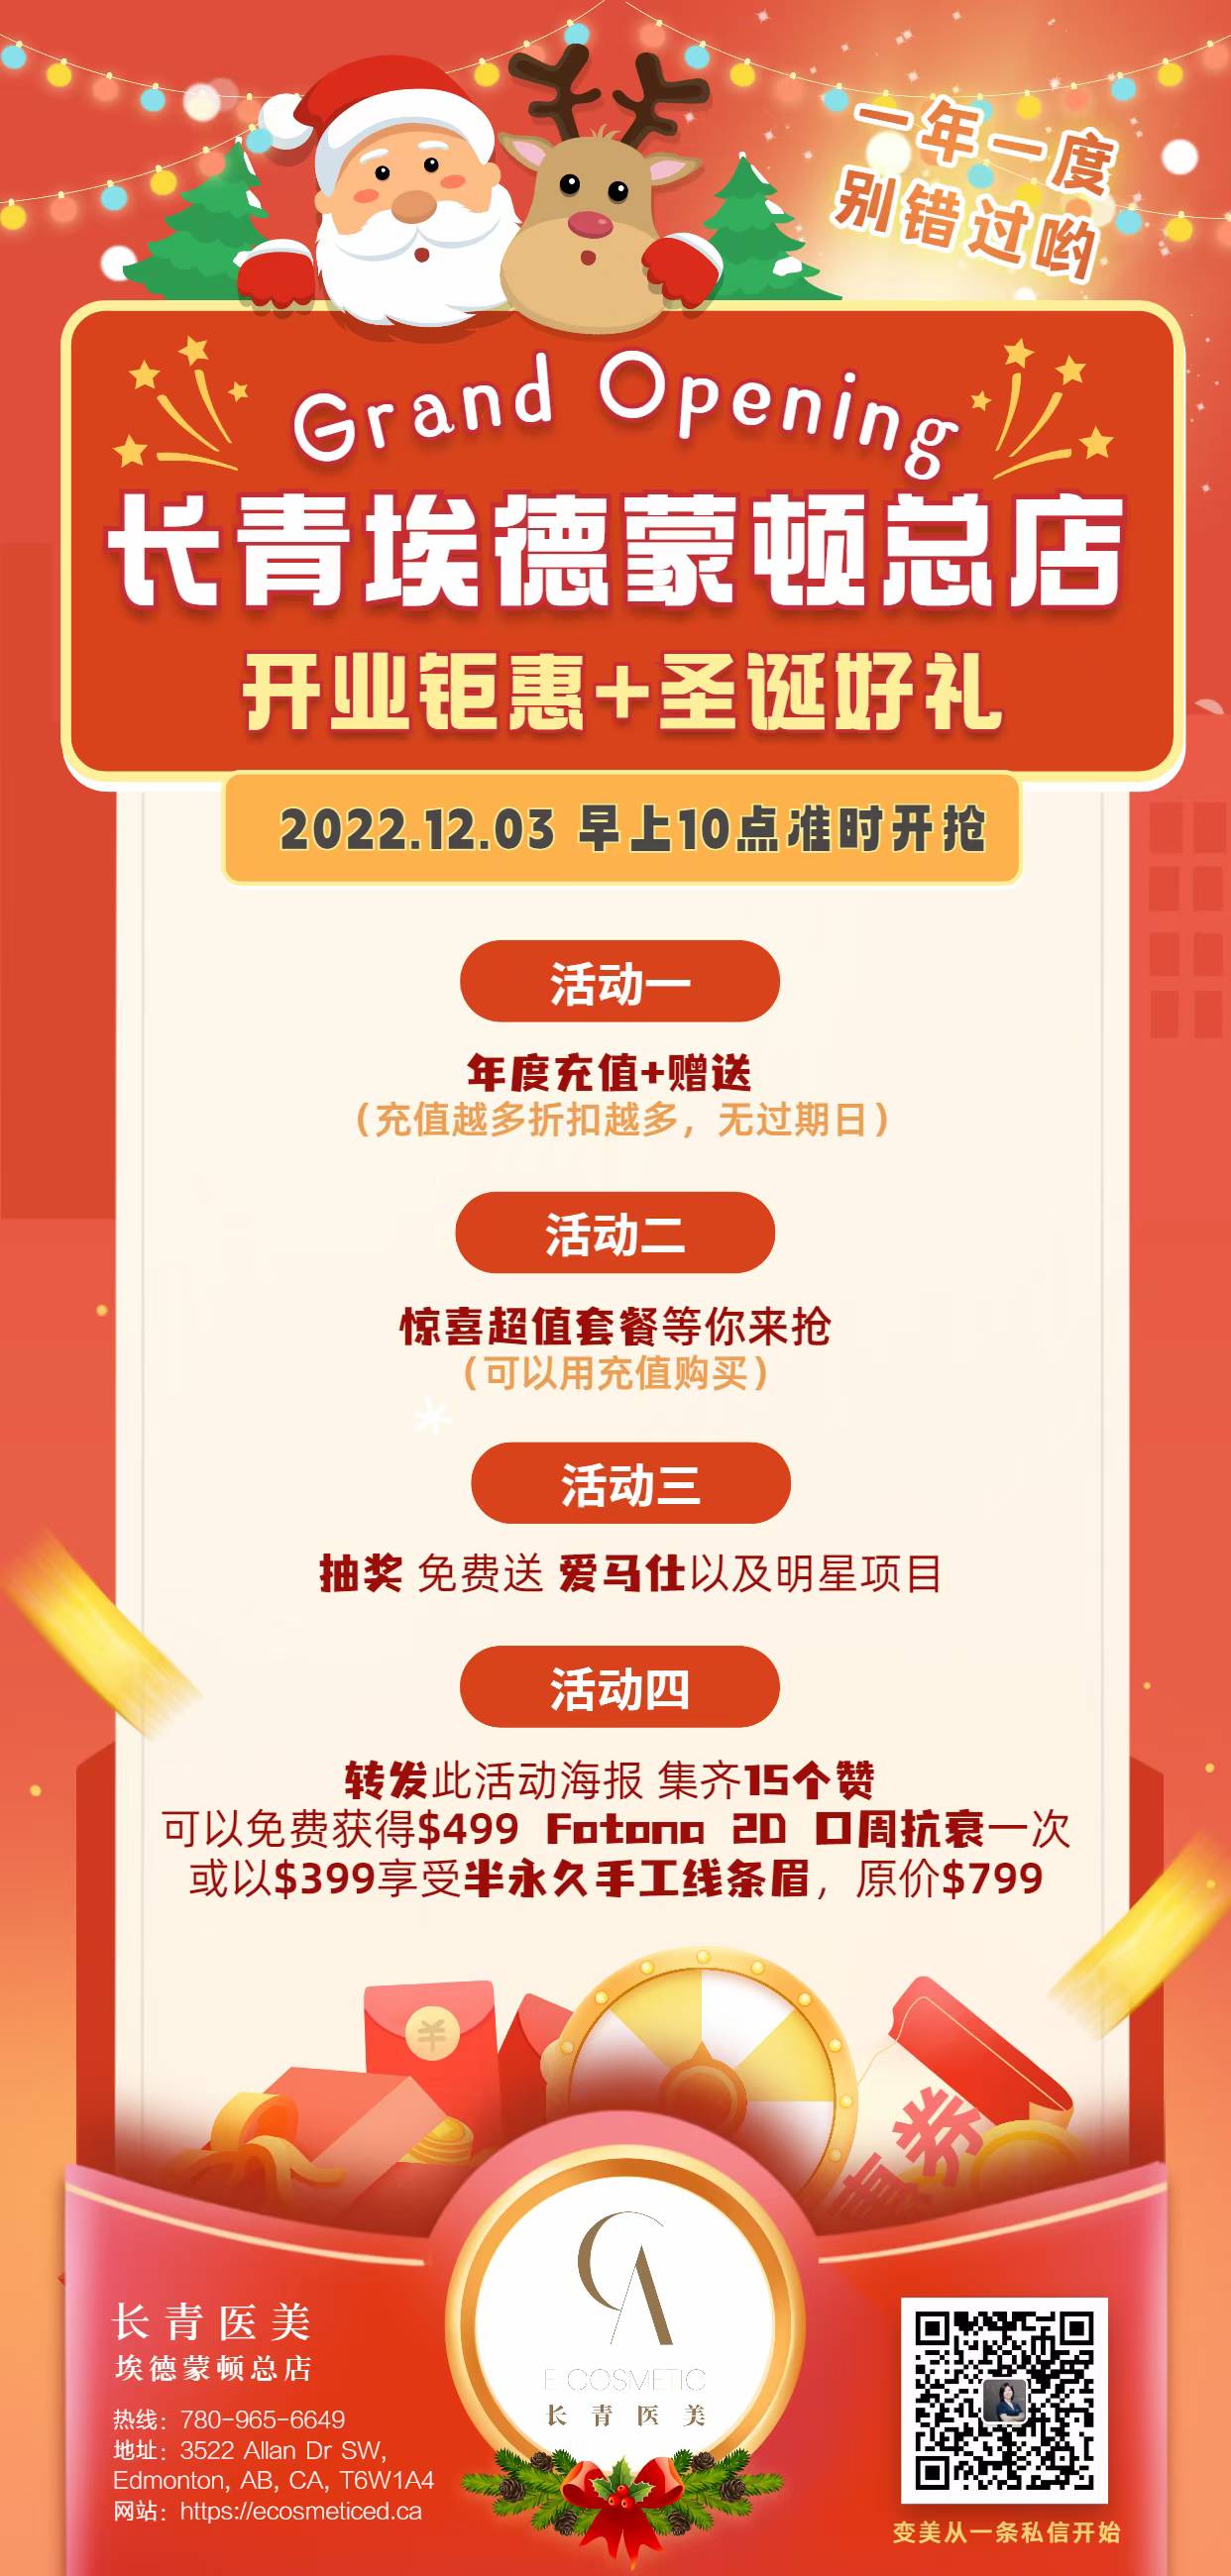 一年一度
别错过哟
Grand Opening
长青埃德蒙顿总店
开业钜惠+圣诞好礼
2022.12.03 早上10点准时开抢
活动一
年度充值+赠送
（充值越多折扣越多，无过期日）
活动二
惊喜超值套餐等你来抢
（可以用充值购买）
活动三
抽奖 免费送 爱马仕以及明星项目
活动四
转发此活动海报 集齐15个赞
可以免费获得$499 Fotona 2D 口周抗衰一次
或以$399享受半永久手工线条眉，原价$799
惠券
CA
E COSMETIC
长青医美
长青医美
埃德蒙顿总店
热线：780-965-6649
地址：3522 Allan Dr SW,
Edmonton, AB, CA, T6W1A4
网站：https://ecosmeticed.ca
变美从一条私信开始